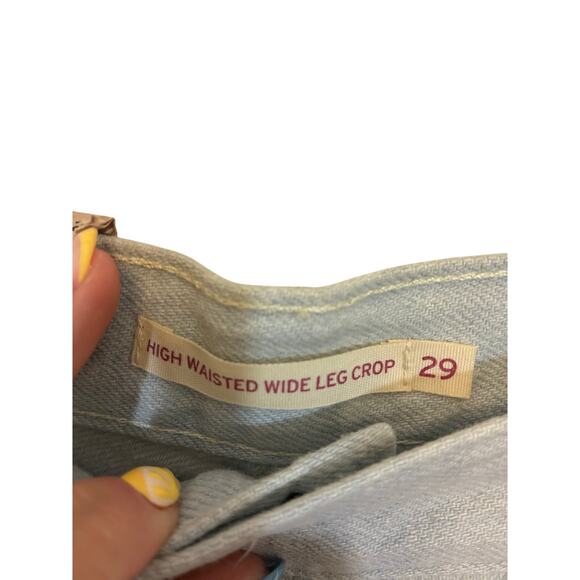 HIGH WAISTED WIDE LEG CROP 29